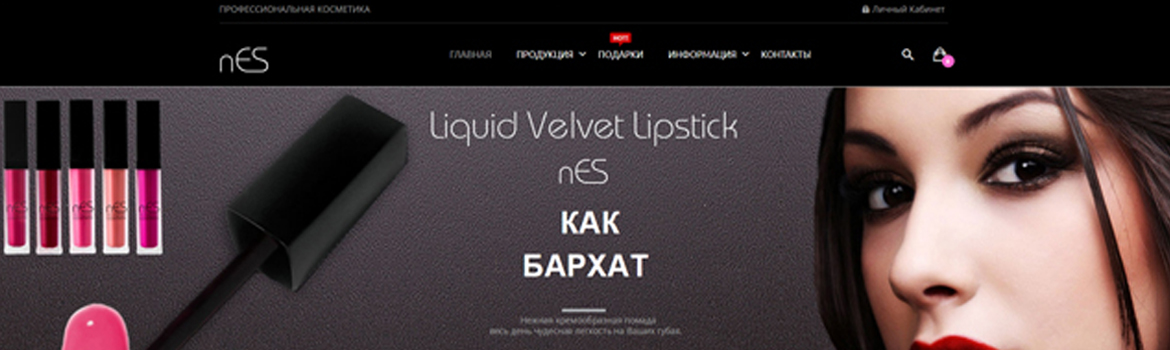 ПРОФЕССИОНАЛЬНАЯ КОСМЕТИКА
Личный Кабинет
nES
ГЛАВНАЯ ПРОДУКЦИЯ HOT! ПОДАРКИ ИНФОРМАЦИЯ КОНТАКТЫ
Liquid Velvet Lipstick
nES
КАК
БАРХАТ
Нежная кремообразная помада
весь день чудесная легкость на Ваших губах.
nES nES nES nES nES